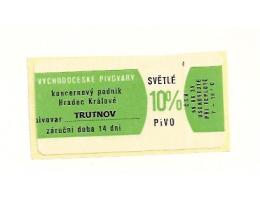 VÝCHODOČESKÉ PIVOVARY
koncernový podnik
Hradec Králové
pivovar TRUTNOV
záruční doba 14 dní
SVĚTLÉ
10%
PIVO